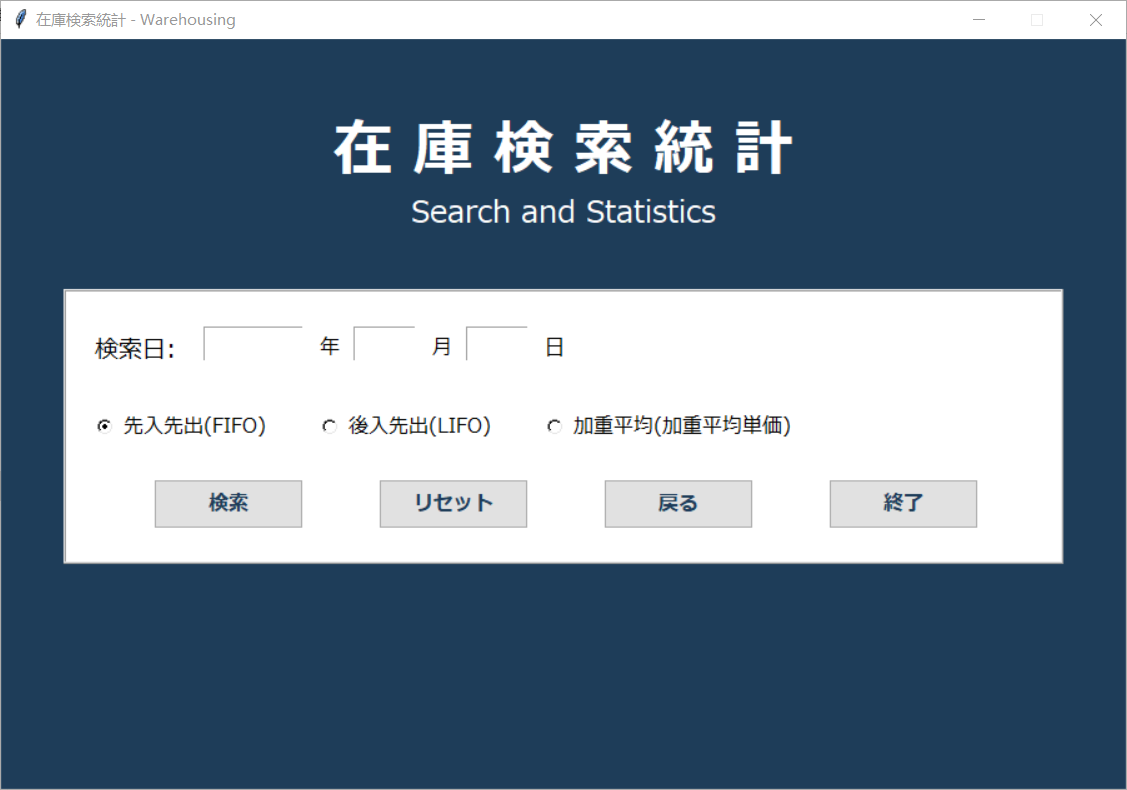 在庫検索統計 - Warehousing
在庫検索統計
Search and Statistics
検索日: 年 月 日
先入先出(FIFO) 後入先出(LIFO) 加重平均(加重平均単価)
検索 リセット 戻る 終了